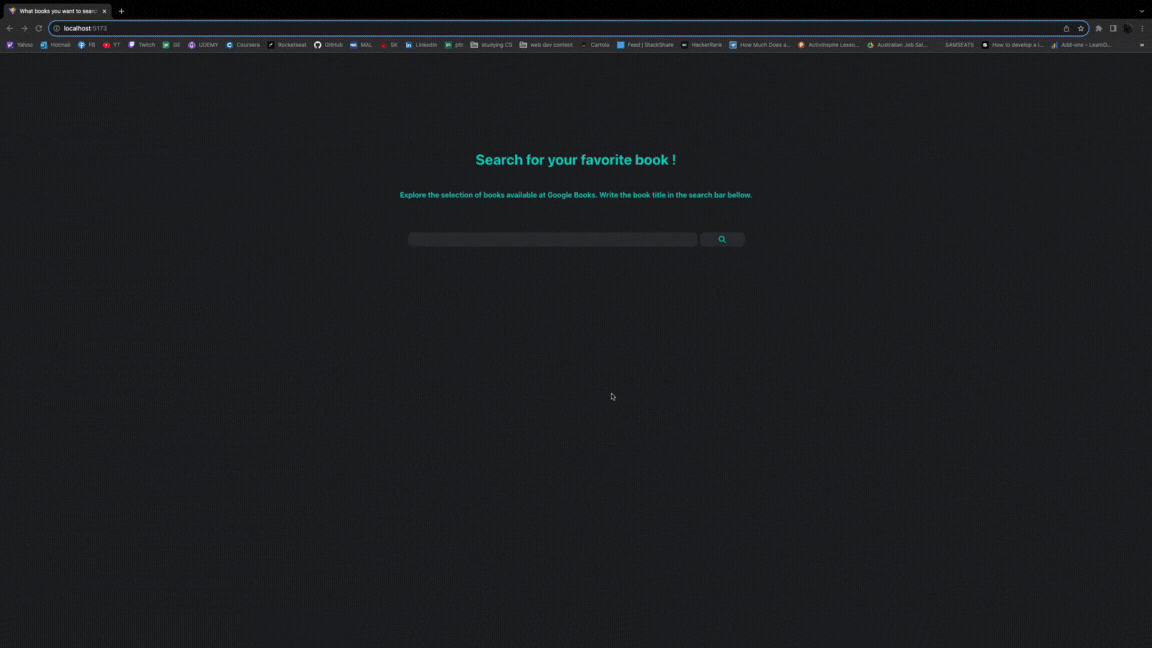 What books you want to searc
localhost:5173
Yahoo Hotmail FB YT Twitch GE UDEMY Coursera Rocketseat GitHub MAL SK LinkedIn ptc studying CS web dev content Cartola Feed | StackShare HackerRank How Much Does a... ActivInspire Lesso... Australian Job Sal... SAMSEATS How to develop a l... Add-ons – LearnD... »
Search for your favorite book !
Explore the selection of books available at Google Books. Write the book title in the search bar bellow.